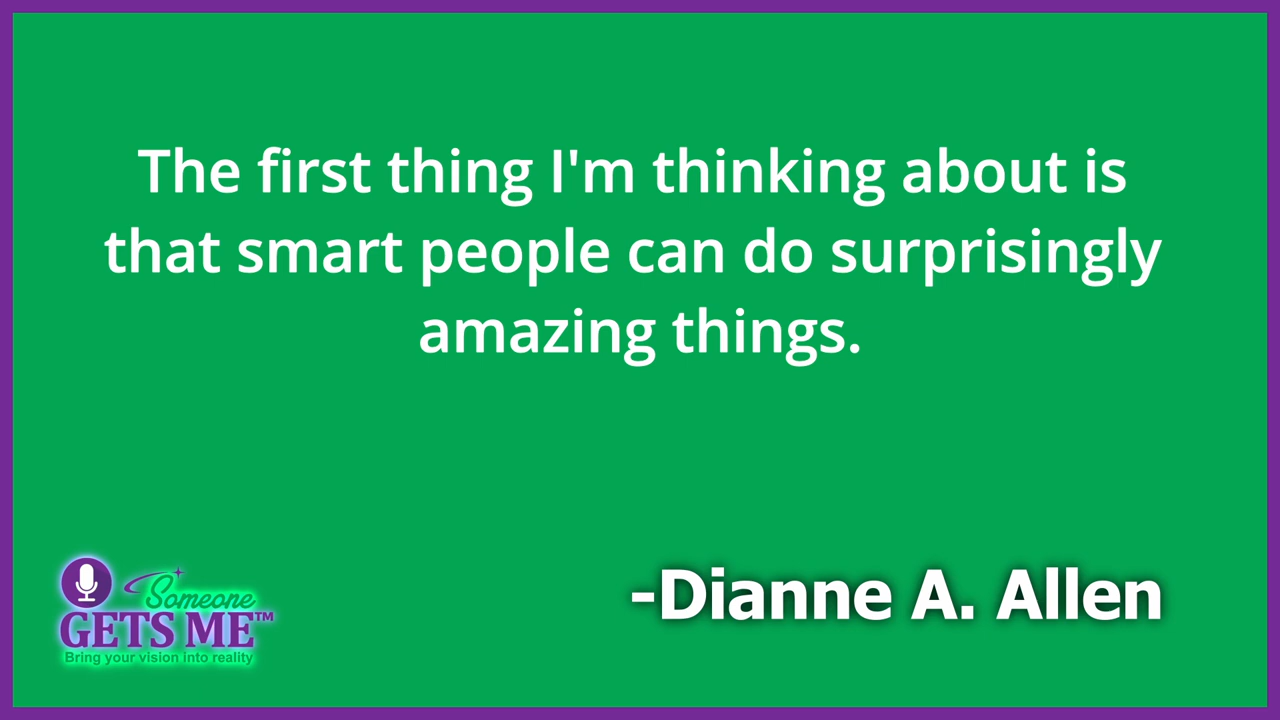 The first thing I'm thinking about is
that smart people can do surprisingly
amazing things.
-Dianne A. Allen
Someone
GETS ME™
Bring your vision into reality